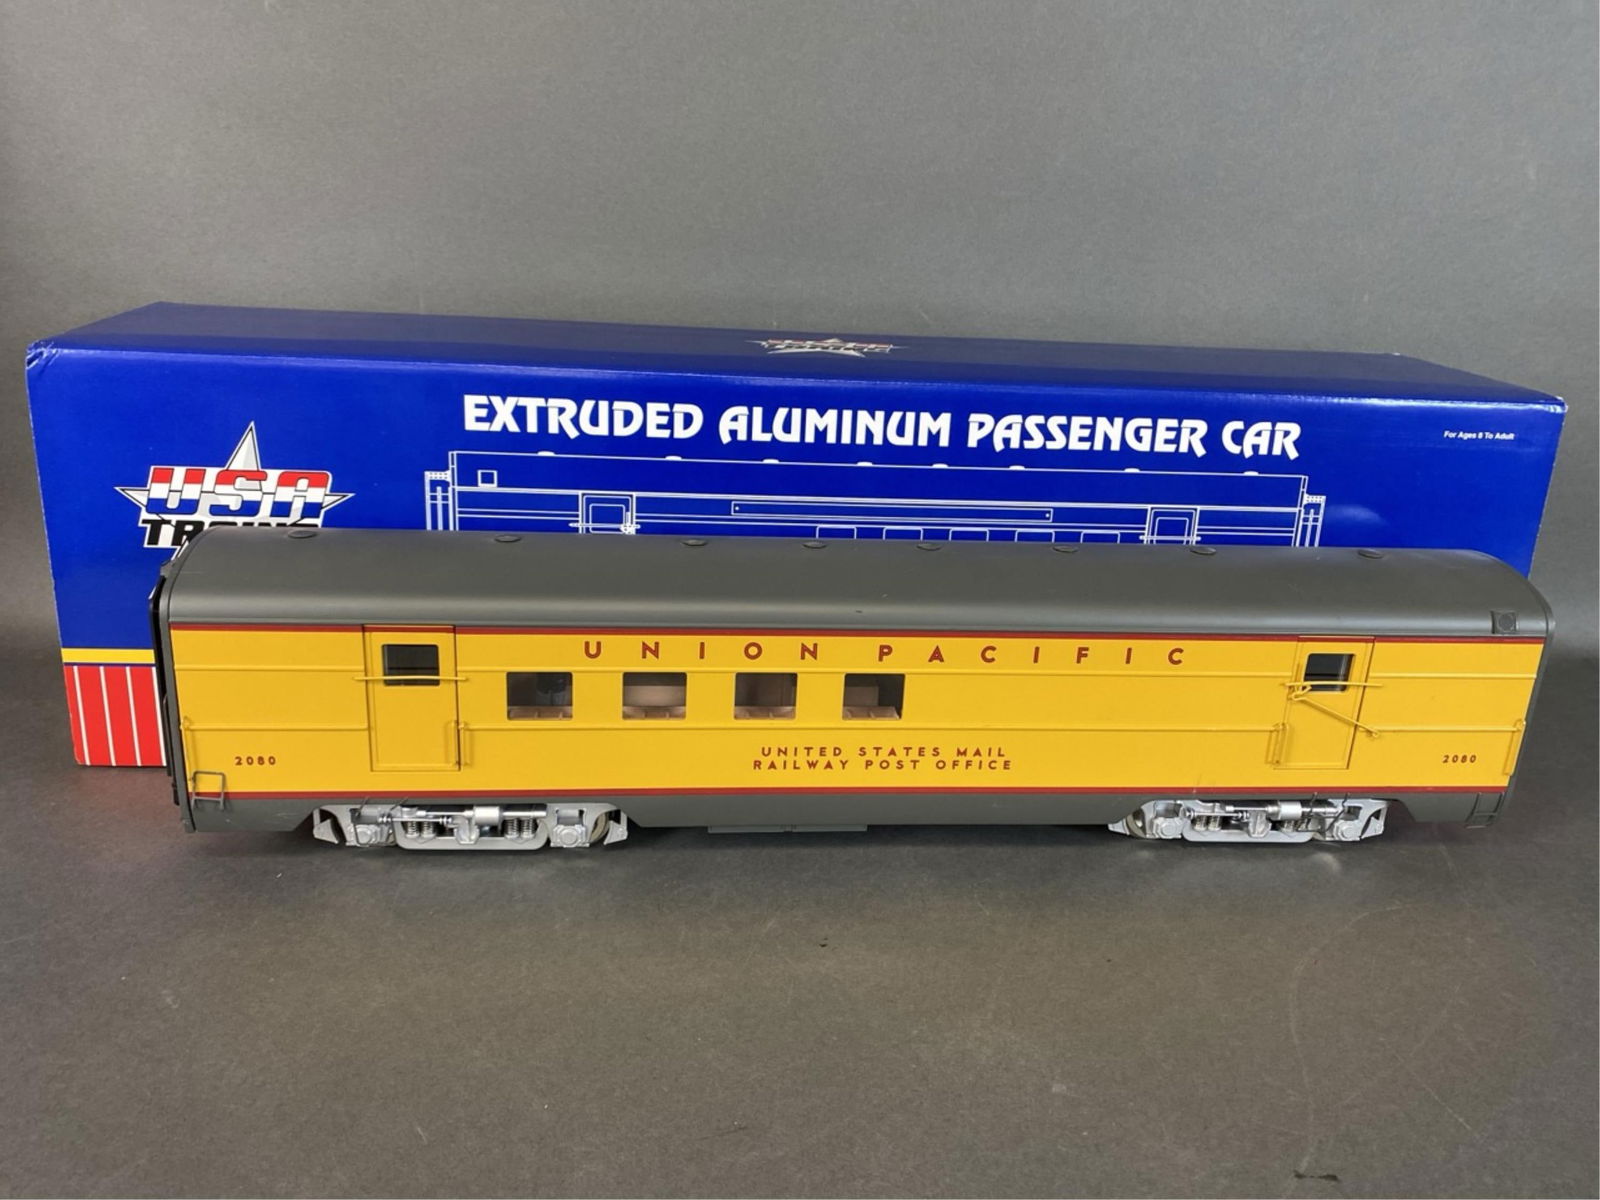 EXTRUDED ALUMINUM PASSENGER CAR
For Ages 8 To Adult
USA
TRAINS
UNION PACIFIC
2080
UNITED STATES MAIL
RAILWAY POST OFFICE
2080